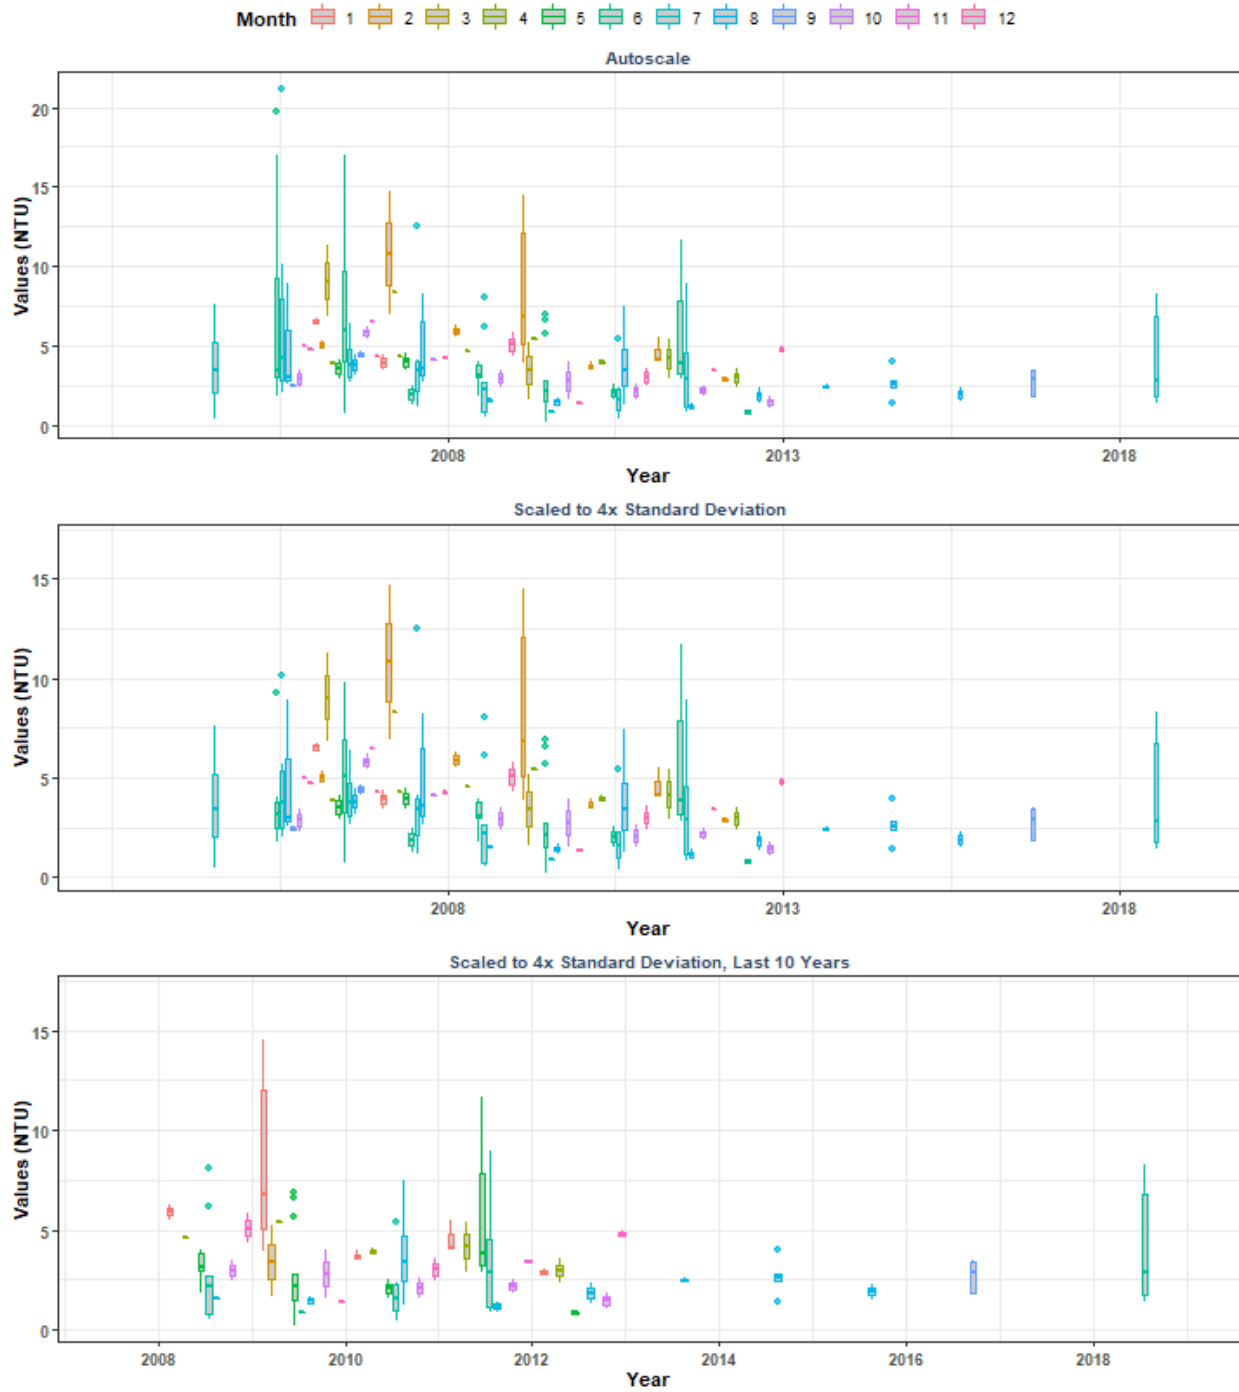 Month 1 2 3 4 5 6 7 8 9 10 11 12
Autoscale
20
15
10
5
0
Values (NTU)
2008 2013 2018
Year
Scaled to 4x Standard Deviation
15
10
5
0
Values (NTU)
2008 2013 2018
Year
Scaled to 4x Standard Deviation, Last 10 Years
15
10
5
0
Values (NTU)
2008 2010 2012 2014 2016 2018
Year